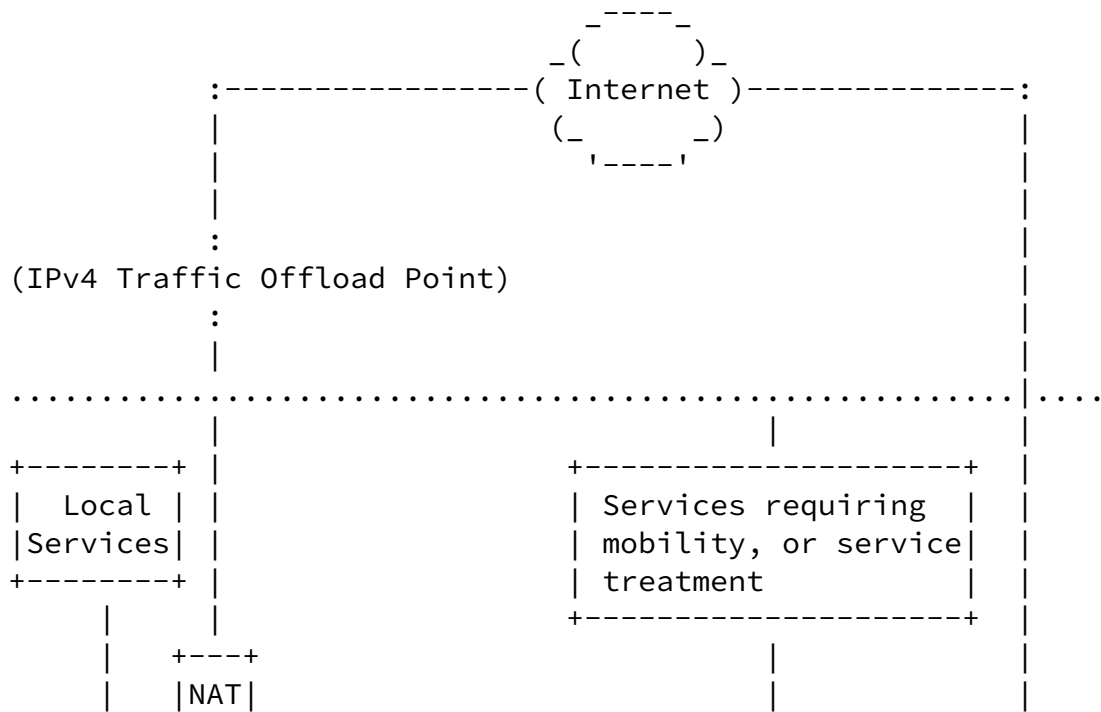 Internet
(IPv4 Traffic Offload Point)
Local
Services
Services requiring
mobility, or service
treatment
NAT